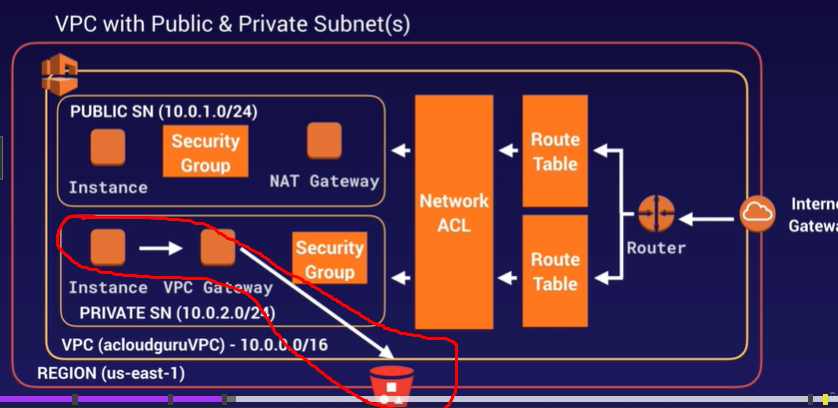 VPC with Public & Private Subnet(s)
PUBLIC SN (10.0.1.0/24)
Security
Group
Instance
NAT Gateway
Network
ACL
Route
Table
Router
Instance
VPC Gateway
Security
Group
PRIVATE SN (10.0.2.0/24)
Route
Table
Interne
Gatewa
VPC (acloudguruVPC) - 10.0.0.0/16
REGION (us-east-1)